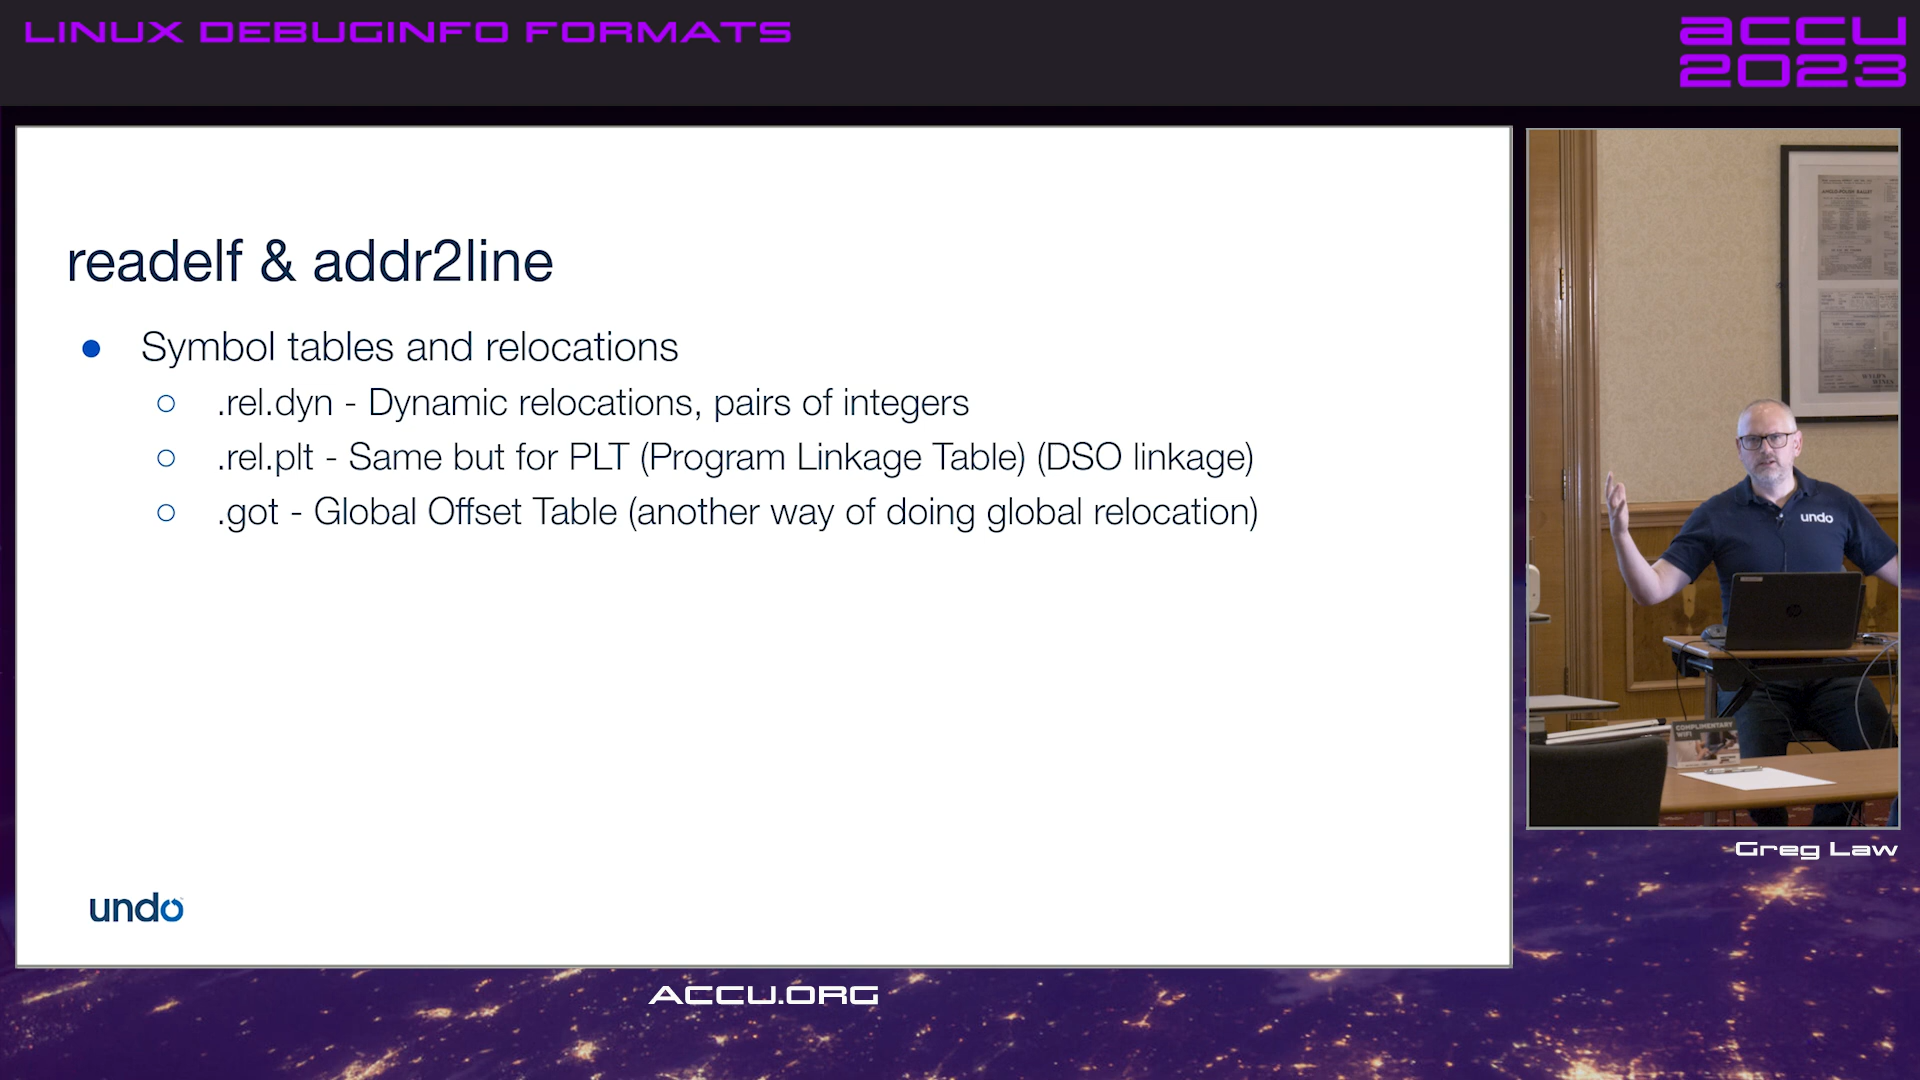 LINUX DEBUGINFO FORMATS
accu
2023
readelf & addr2line
● Symbol tables and relocations
○ .rel.dyn - Dynamic relocations, pairs of integers
○ .rel.plt - Same but for PLT (Program Linkage Table) (DSO linkage)
○ .got - Global Offset Table (another way of doing global relocation)
undo
undo
COMPLIMENTARY
WIFI
Greg Law
ACCU.ORG